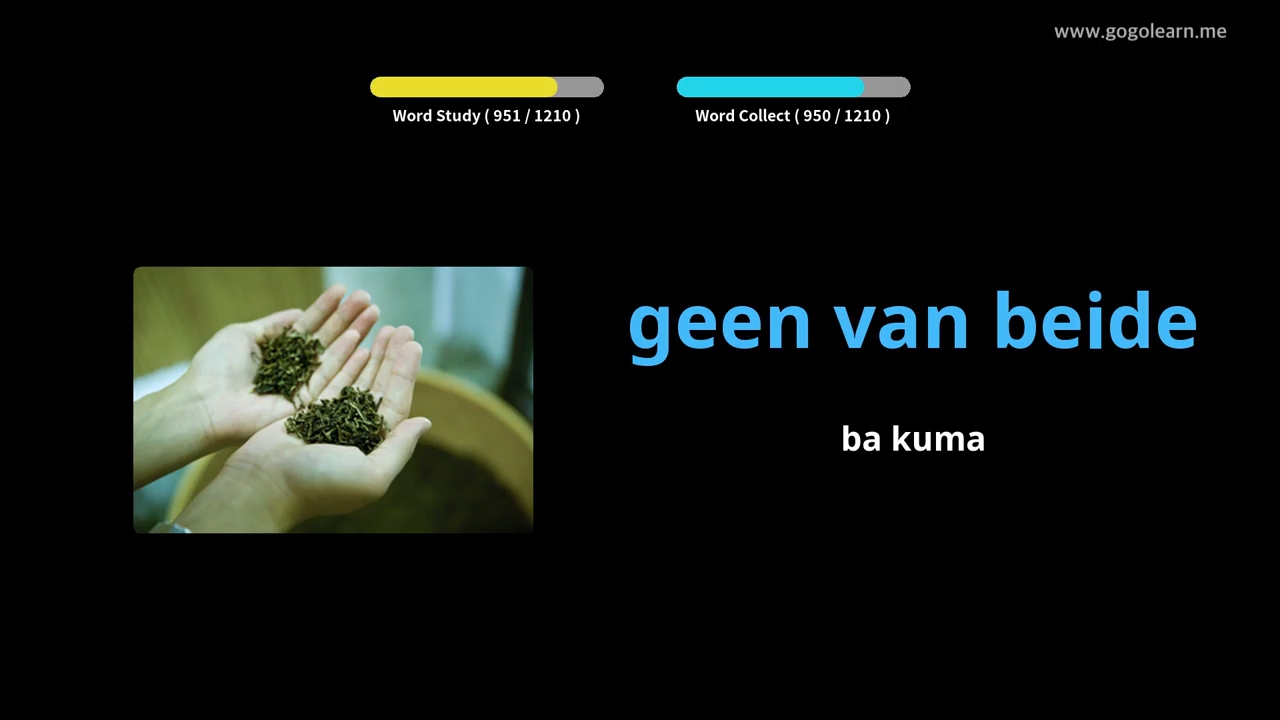 www.gogolearn.me
Word Study ( 951 / 1210 )
Word Collect ( 950 / 1210 )
geen van beide
ba kuma